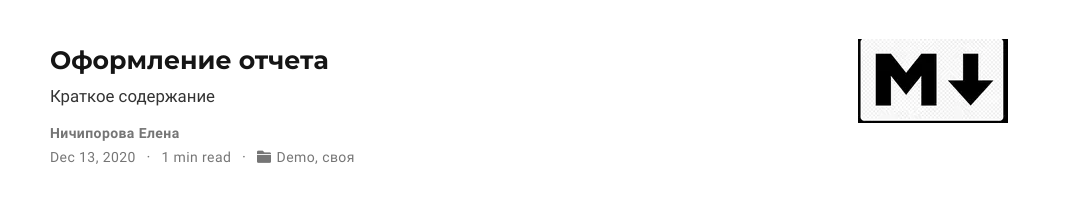 Оформление отчета
Краткое содержание
Ничипорова Елена
Dec 13, 2020 · 1 min read · Demo, своя
M